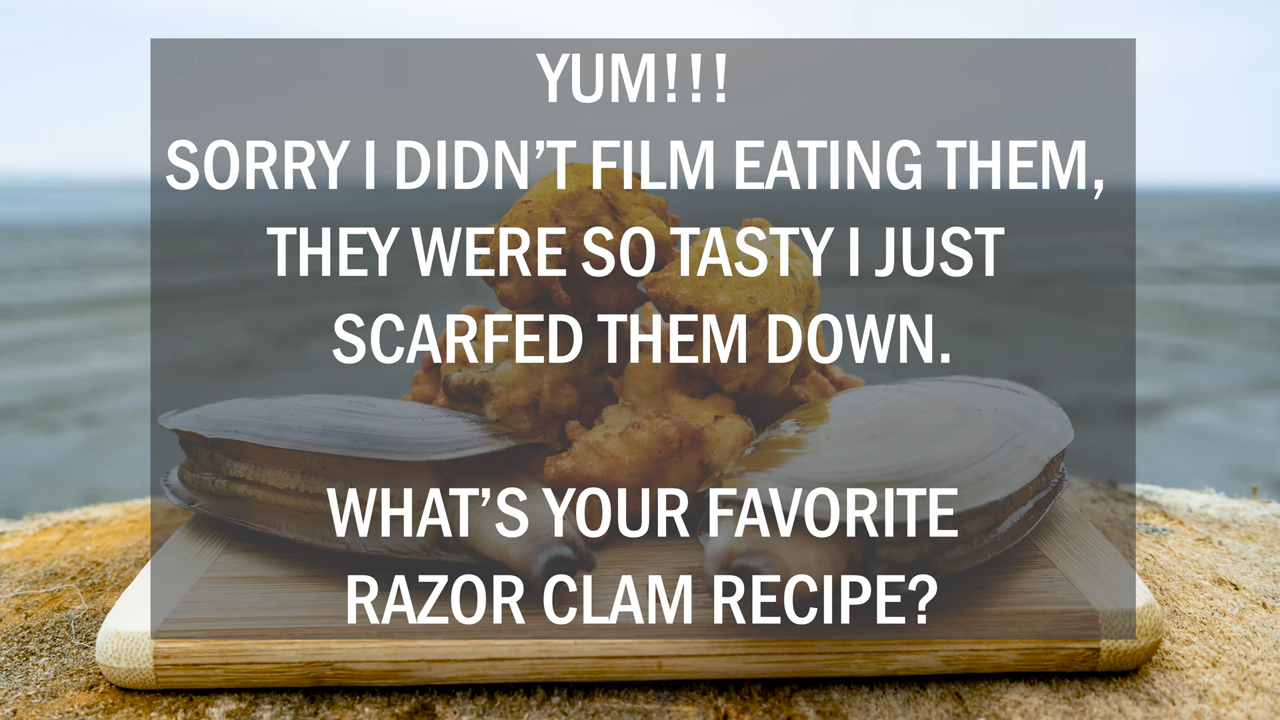 YUM!!!
SORRY I DIDN’T FILM EATING THEM,
THEY WERE SO TASTY I JUST
SCARFED THEM DOWN.
WHAT’S YOUR FAVORITE
RAZOR CLAM RECIPE?